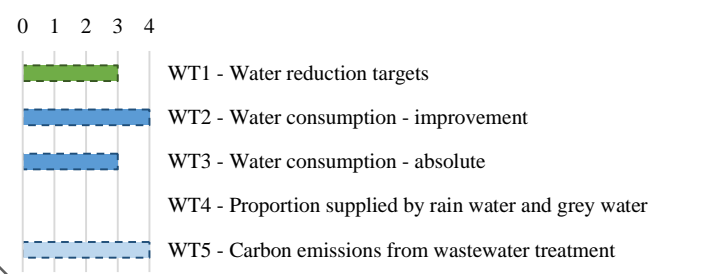 0 1 2 3 4
WT1 - Water reduction targets
WT2 - Water consumption - improvement
WT3 - Water consumption - absolute
WT4 - Proportion supplied by rain water and grey water
WT5 - Carbon emissions from wastewater treatment